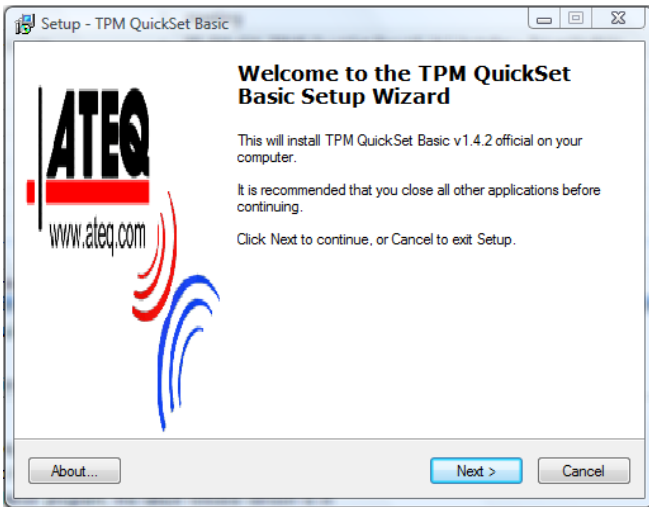 Setup - TPM QuickSet Basic
ATEQ
www.ateq.com
Welcome to the TPM QuickSet
Basic Setup Wizard
This will install TPM QuickSet Basic v1.4.2 official on your
computer.
It is recommended that you close all other applications before
continuing.
Click Next to continue, or Cancel to exit Setup.
About...
Next >
Cancel